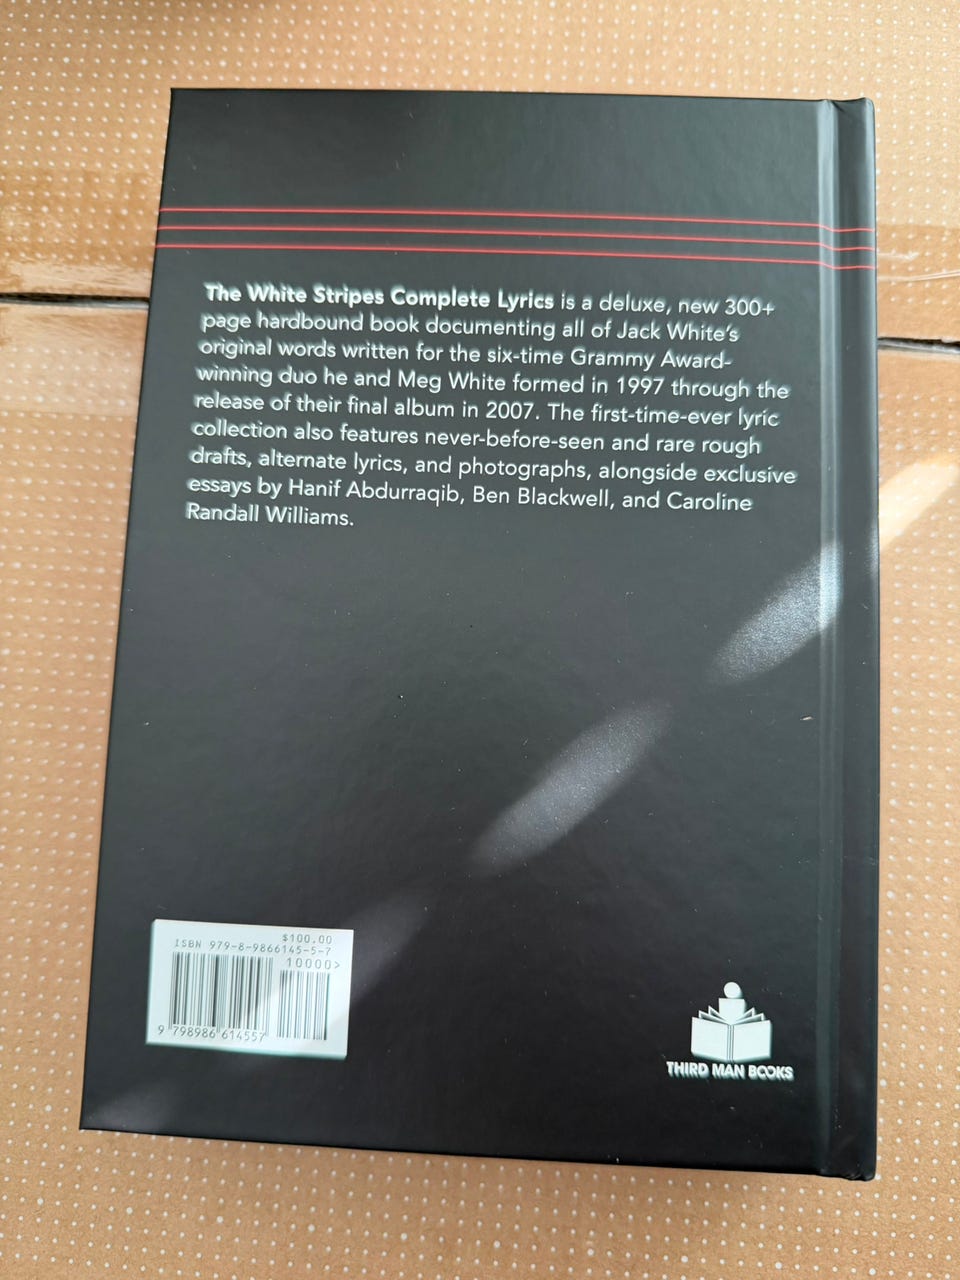 The White Stripes Complete Lyrics is a deluxe, new 300+
page hardbound book documenting all of Jack White's
original words written for the six-time Grammy Award-
winning duo he and Meg White formed in 1997 through the
release of their final album in 2007. The first-time-ever lyric
collection also features never-before-seen and rare rough
drafts, alternate lyrics, and photographs, alongside exclusive
essays by Hanif Abdurraqib, Ben Blackwell, and Caroline
Randall Williams.
$100.00
ISBN 979-8-9866145-5-7
10000>
9 798986 614557
THIRD MAN BOOKS